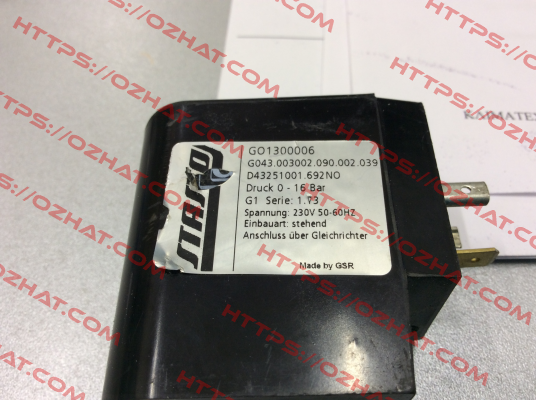 HTTPS://OZHAT.COM
STASTO
GO1300006
G043.003002.090.002.039
D43251001.692NO
Druck 0 - 16 Bar
G1 Serie: 1.73
Spannung: 230V 50-60HZ
Einbauart: stehend
Anschluss über Gleichrichter
Made by GSR